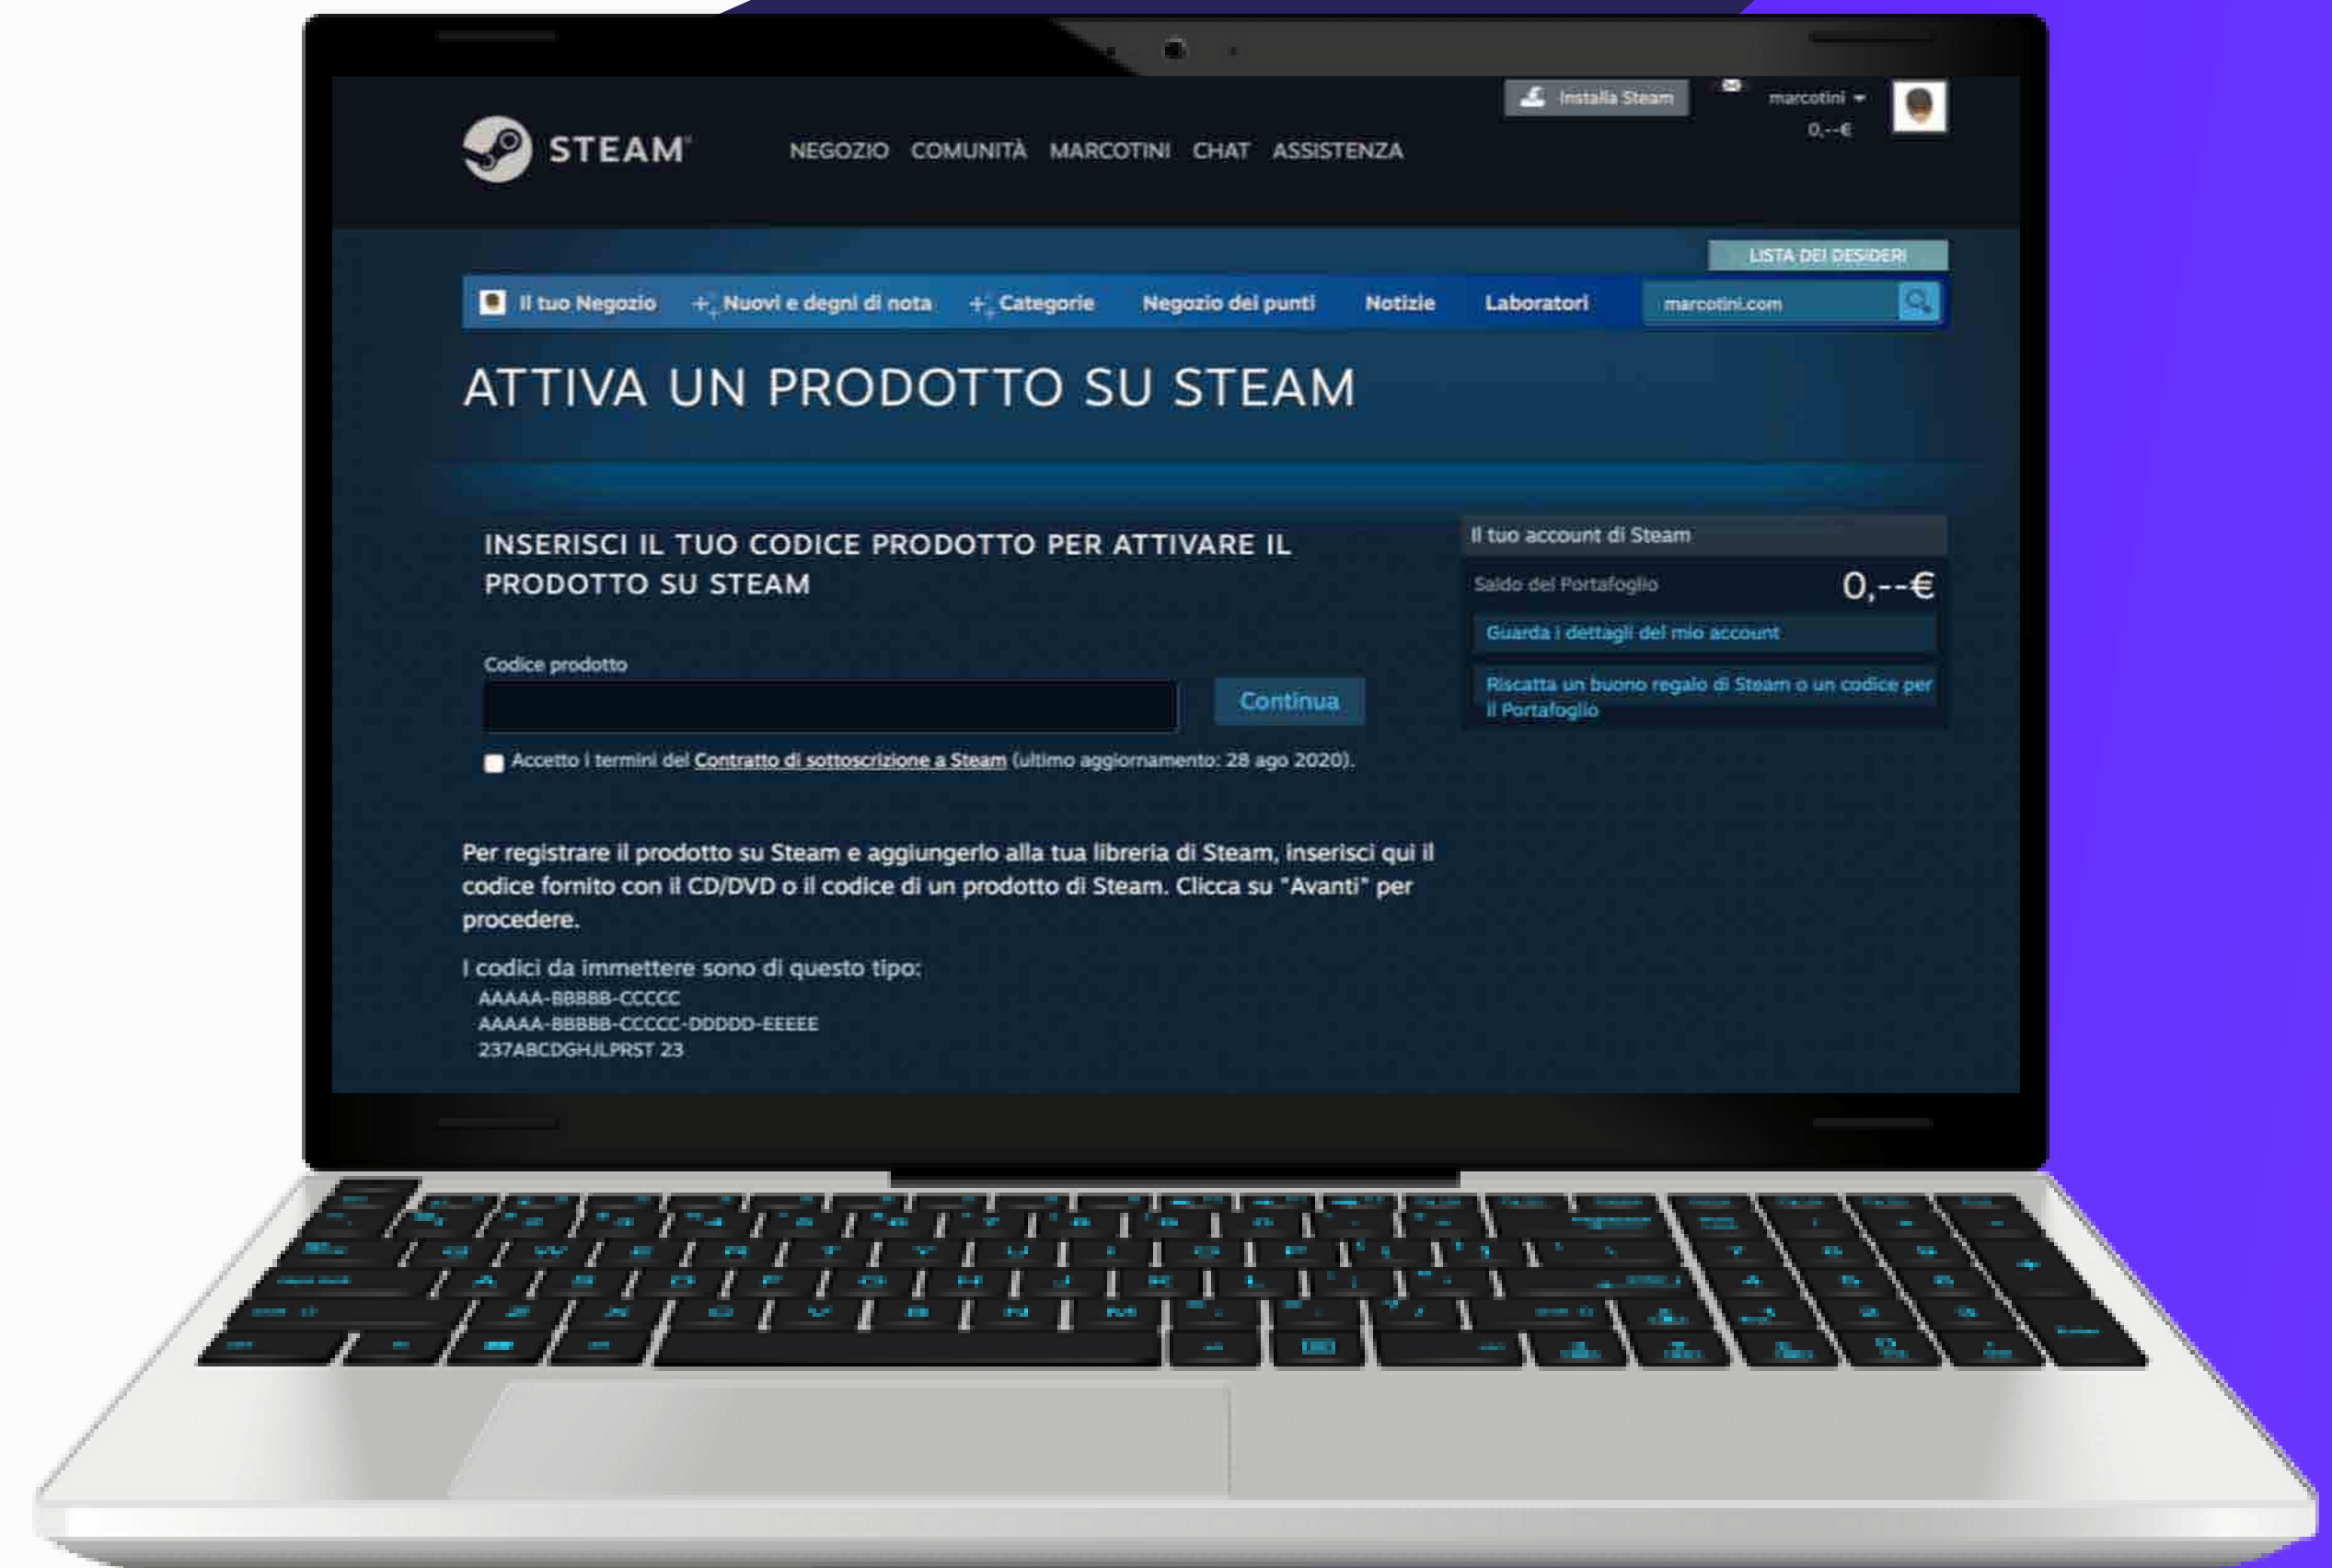 Installa Steam
marcotini
0,--€
STEAM
NEGOZIO COMUNITÀ MARCOTINI CHAT ASSISTENZA
LISTA DEI DESIDERI
Il tuo Negozio Nuovi e degni di nota Categorie Negozio dei punti Notizie Laboratori marcotini.com
ATTIVA UN PRODOTTO SU STEAM
INSERISCI IL TUO CODICE PRODOTTO PER ATTIVARE IL
PRODOTTO SU STEAM
Codice prodotto
Continua
Accetto i termini del Contratto di sottoscrizione a Steam (ultimo aggiornamento: 28 ago 2020).
Il tuo account di Steam
Saldo del Portafoglio 0,--€
Guarda i dettagli del mio account
Riscatta un buono regalo di Steam o un codice per
il Portafoglio
Per registrare il prodotto su Steam e aggiungerlo alla tua libreria di Steam, inserisci qui il
codice fornito con il CD/DVD o il codice di un prodotto di Steam. Clicca su "Avanti" per
procedere.
I codici da immettere sono di questo tipo:
AAAAA-BBBBB-CCCCC
AAAAA-BBBBB-CCCCC-DDDDD-EEEEE
237ABCDGHJLPRST 23